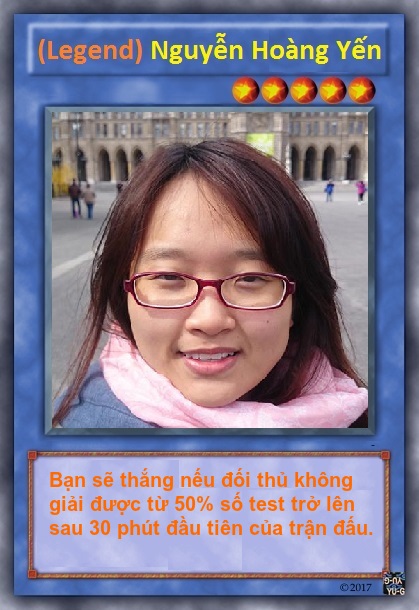 (Legend) Nguyễn Hoàng Yến
Bạn sẽ thắng nếu đối thủ không
giải được từ 50% số test trở lên
sau 30 phút đầu tiên của trận đấu.
©2017